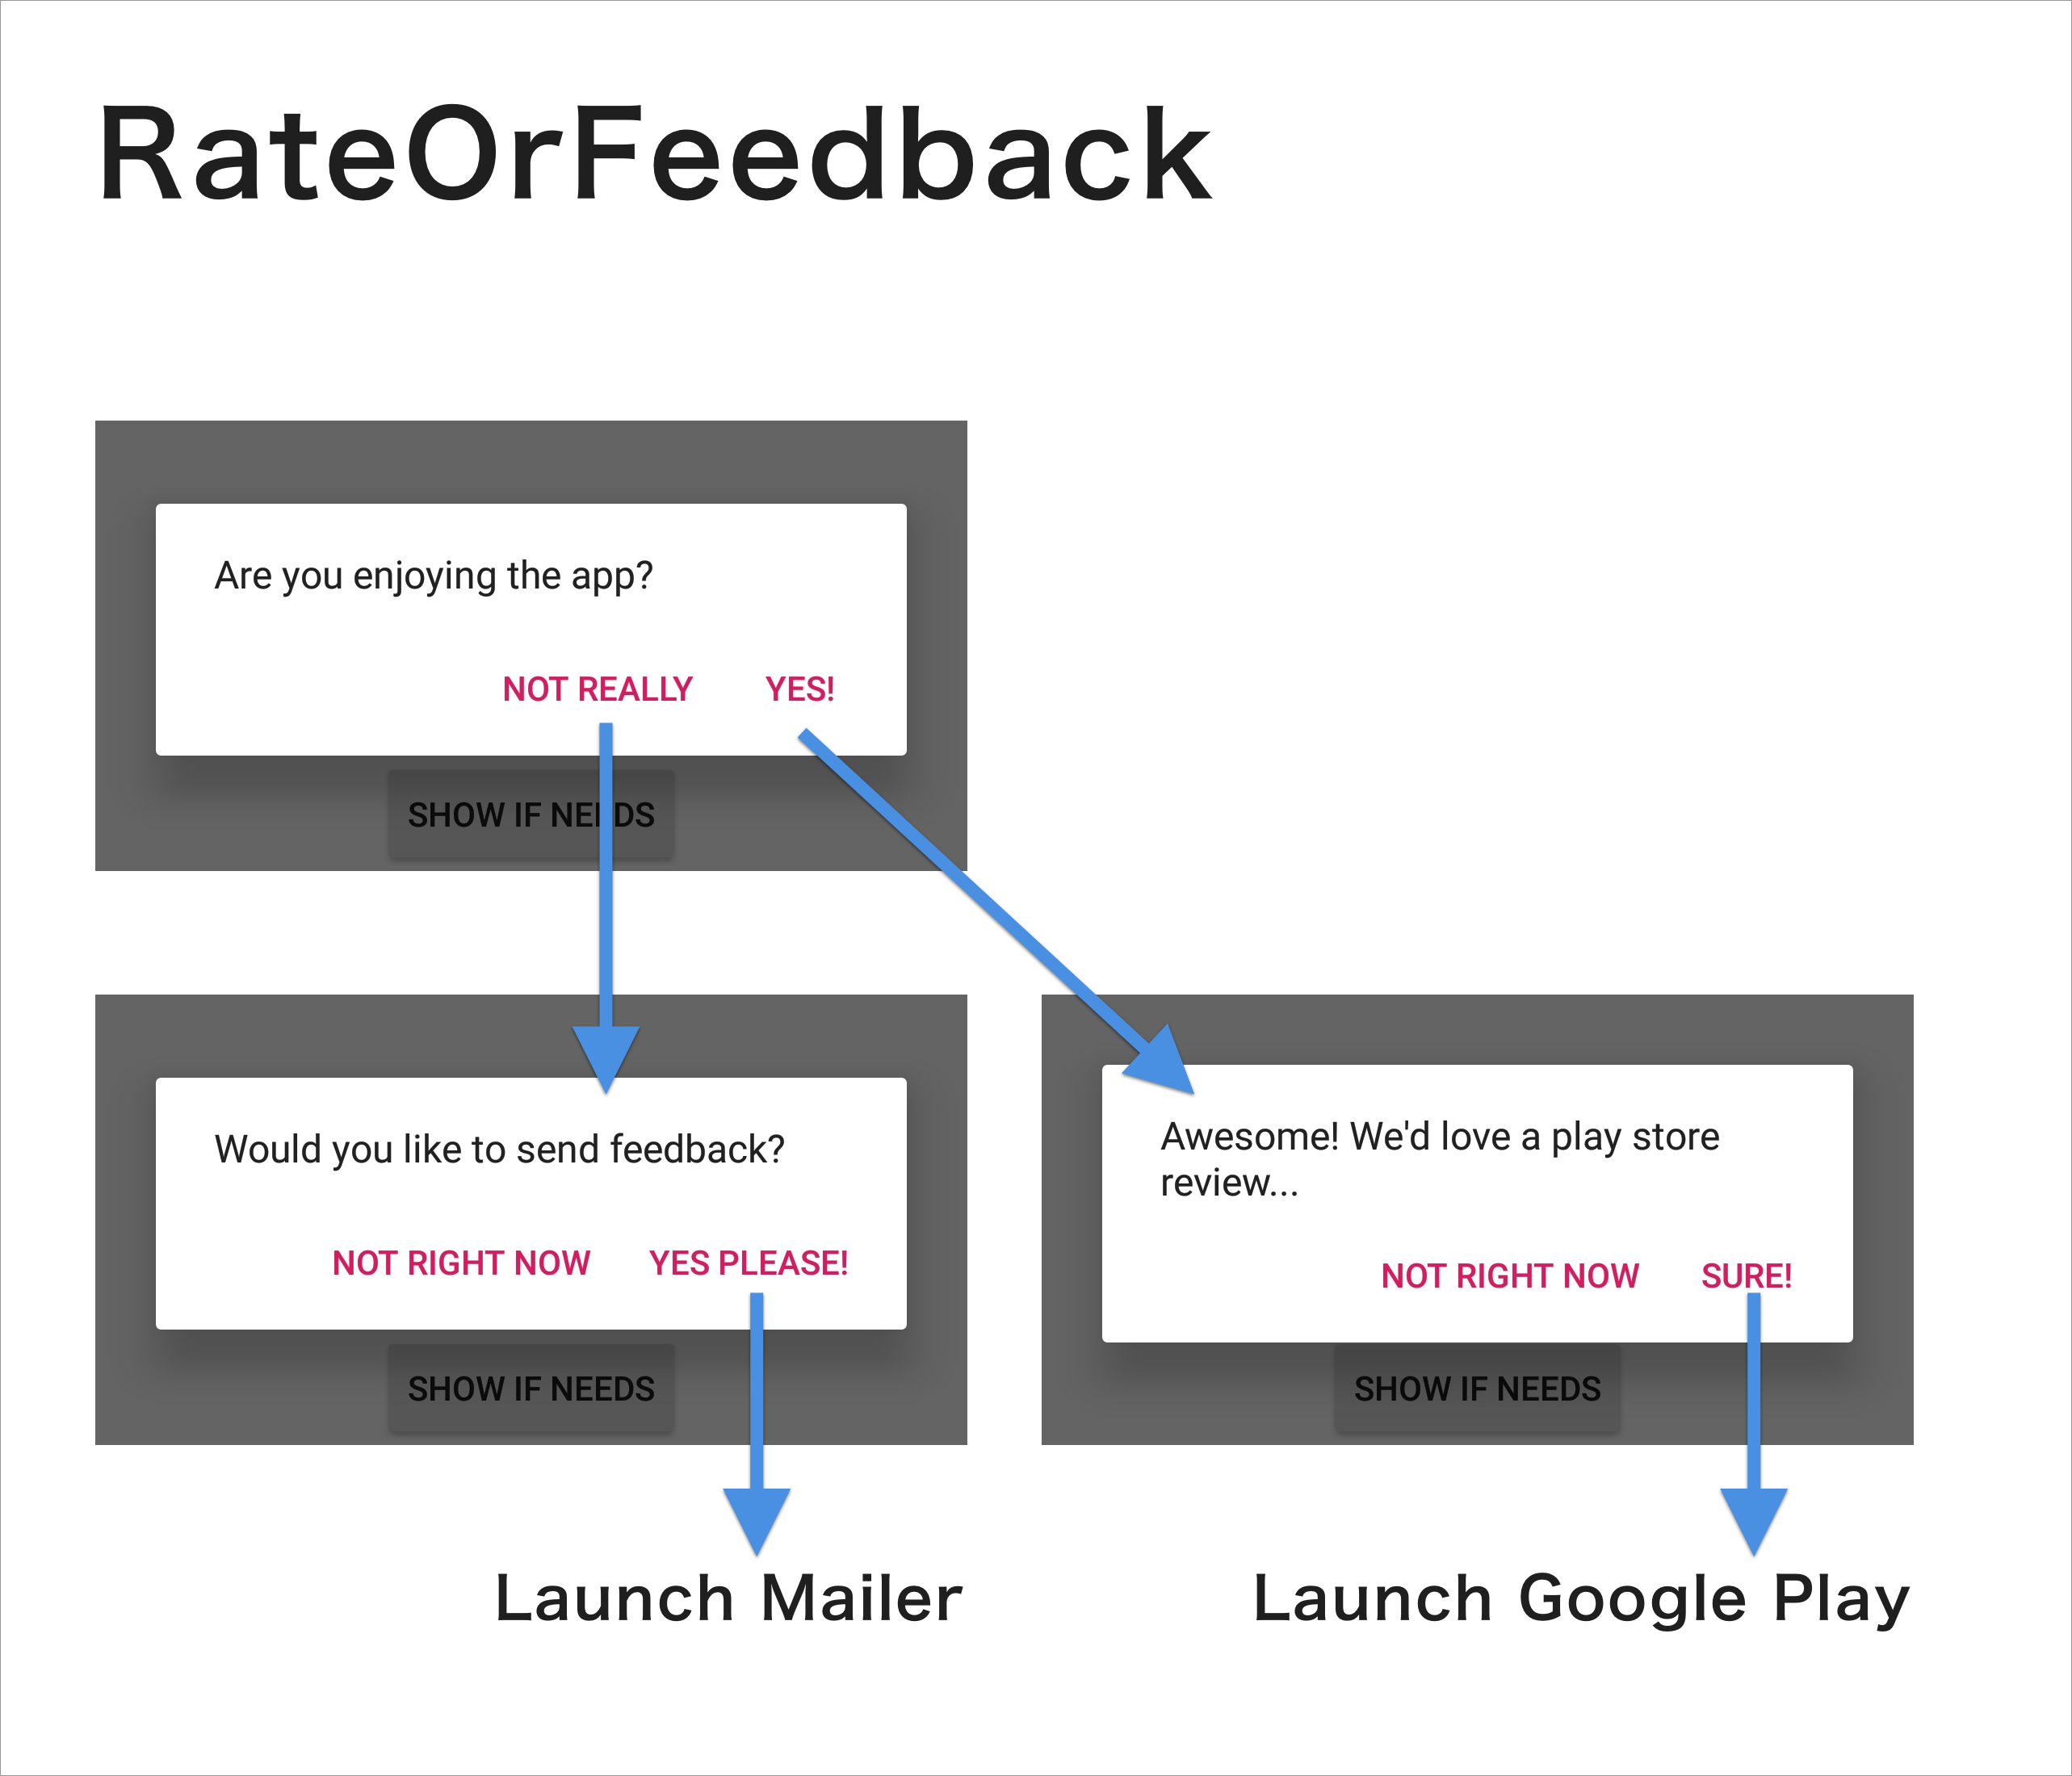 RateOrFeedback
Are you enjoying the app?
NOT REALLY YES!
SHOW IF NEEDS
Would you like to send feedback?
NOT RIGHT NOW YES PLEASE!
SHOW IF NEEDS
Awesome! We'd love a play store
review...
NOT RIGHT NOW SURE!
SHOW IF NEEDS
Launch Mailer
Launch Google Play